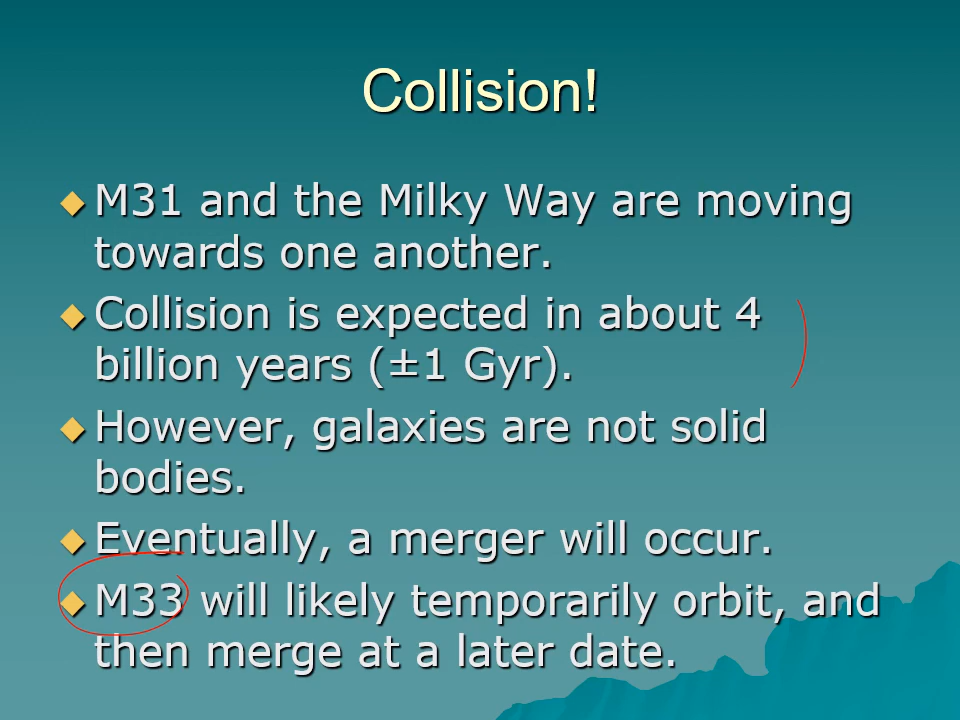 Collision!
M31 and the Milky Way are moving
towards one another.
Collision is expected in about 4
billion years (±1 Gyr).
However, galaxies are not solid
bodies.
Eventually, a merger will occur.
M33 will likely temporarily orbit, and
then merge at a later date.